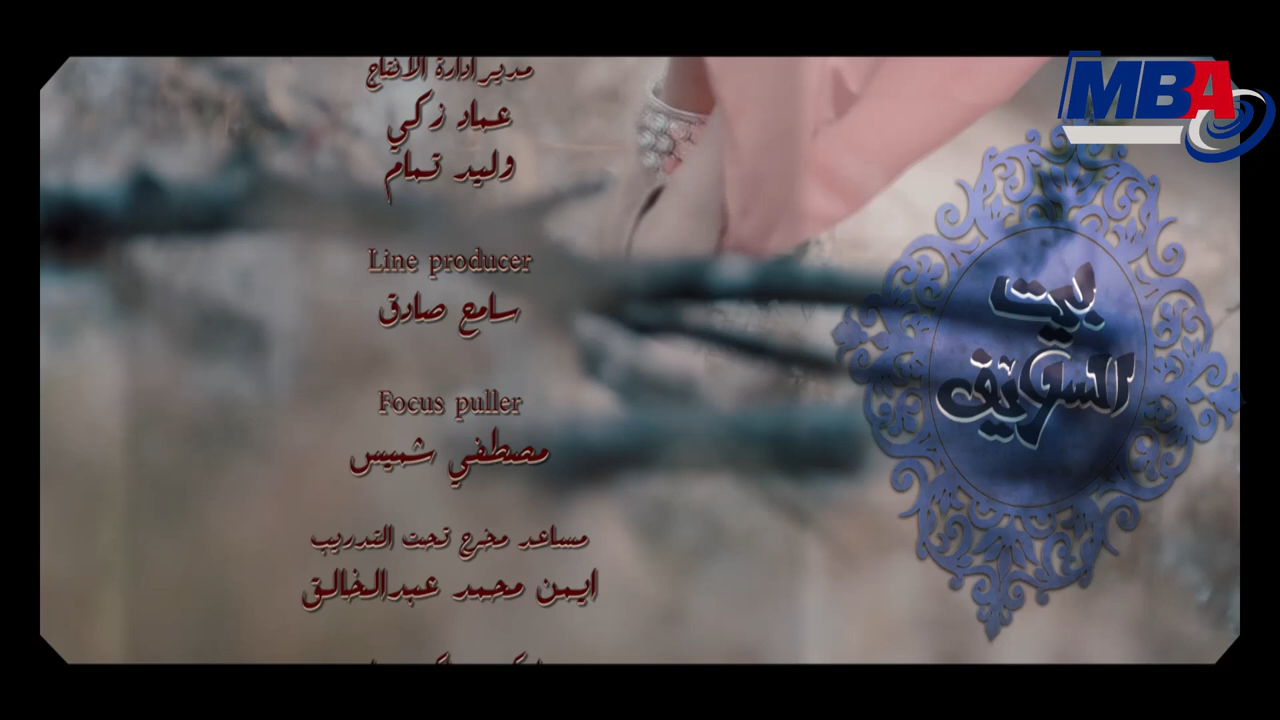 مدير ادارة الانتاج
عماد زكي
وليد تمام
Line producer
سامح صادق
Focus puller
مصطفي شميس
مساعد مخرج تحت التدريب
ايمن محمد عبدالخالق
MBA
بيت
السلايف